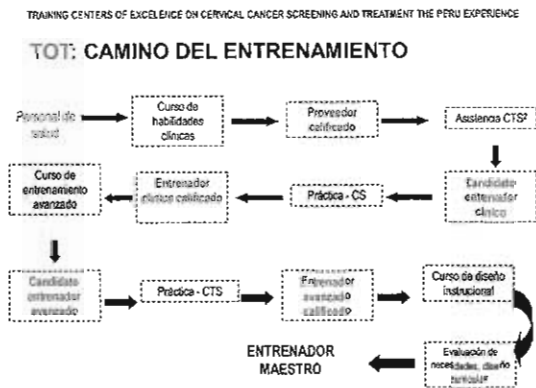 TRAINING CENTERS OF EXCELENCE ON CERVICAL CANCER SCREENING AND TREATMENT THE PERU EXPERIENCE
TOT: CAMINO DEL ENTRENAMIENTO
Personal de
salud
Curso de
habilidades
clínicas
Proveedor
calificado
Asistencia CTS²
Candidato
entrenador
clínico
Práctica - CS
Entrenador
clínico calificado
Curso de
entrenamiento
avanzado
Candidato
entrenador
avanzado
Práctica - CTS
Entrenador
avanzado
calificado
Curso de diseño
instrucional
Evaluación de
necesidades, diseño
ENTRENADOR
MAESTRO